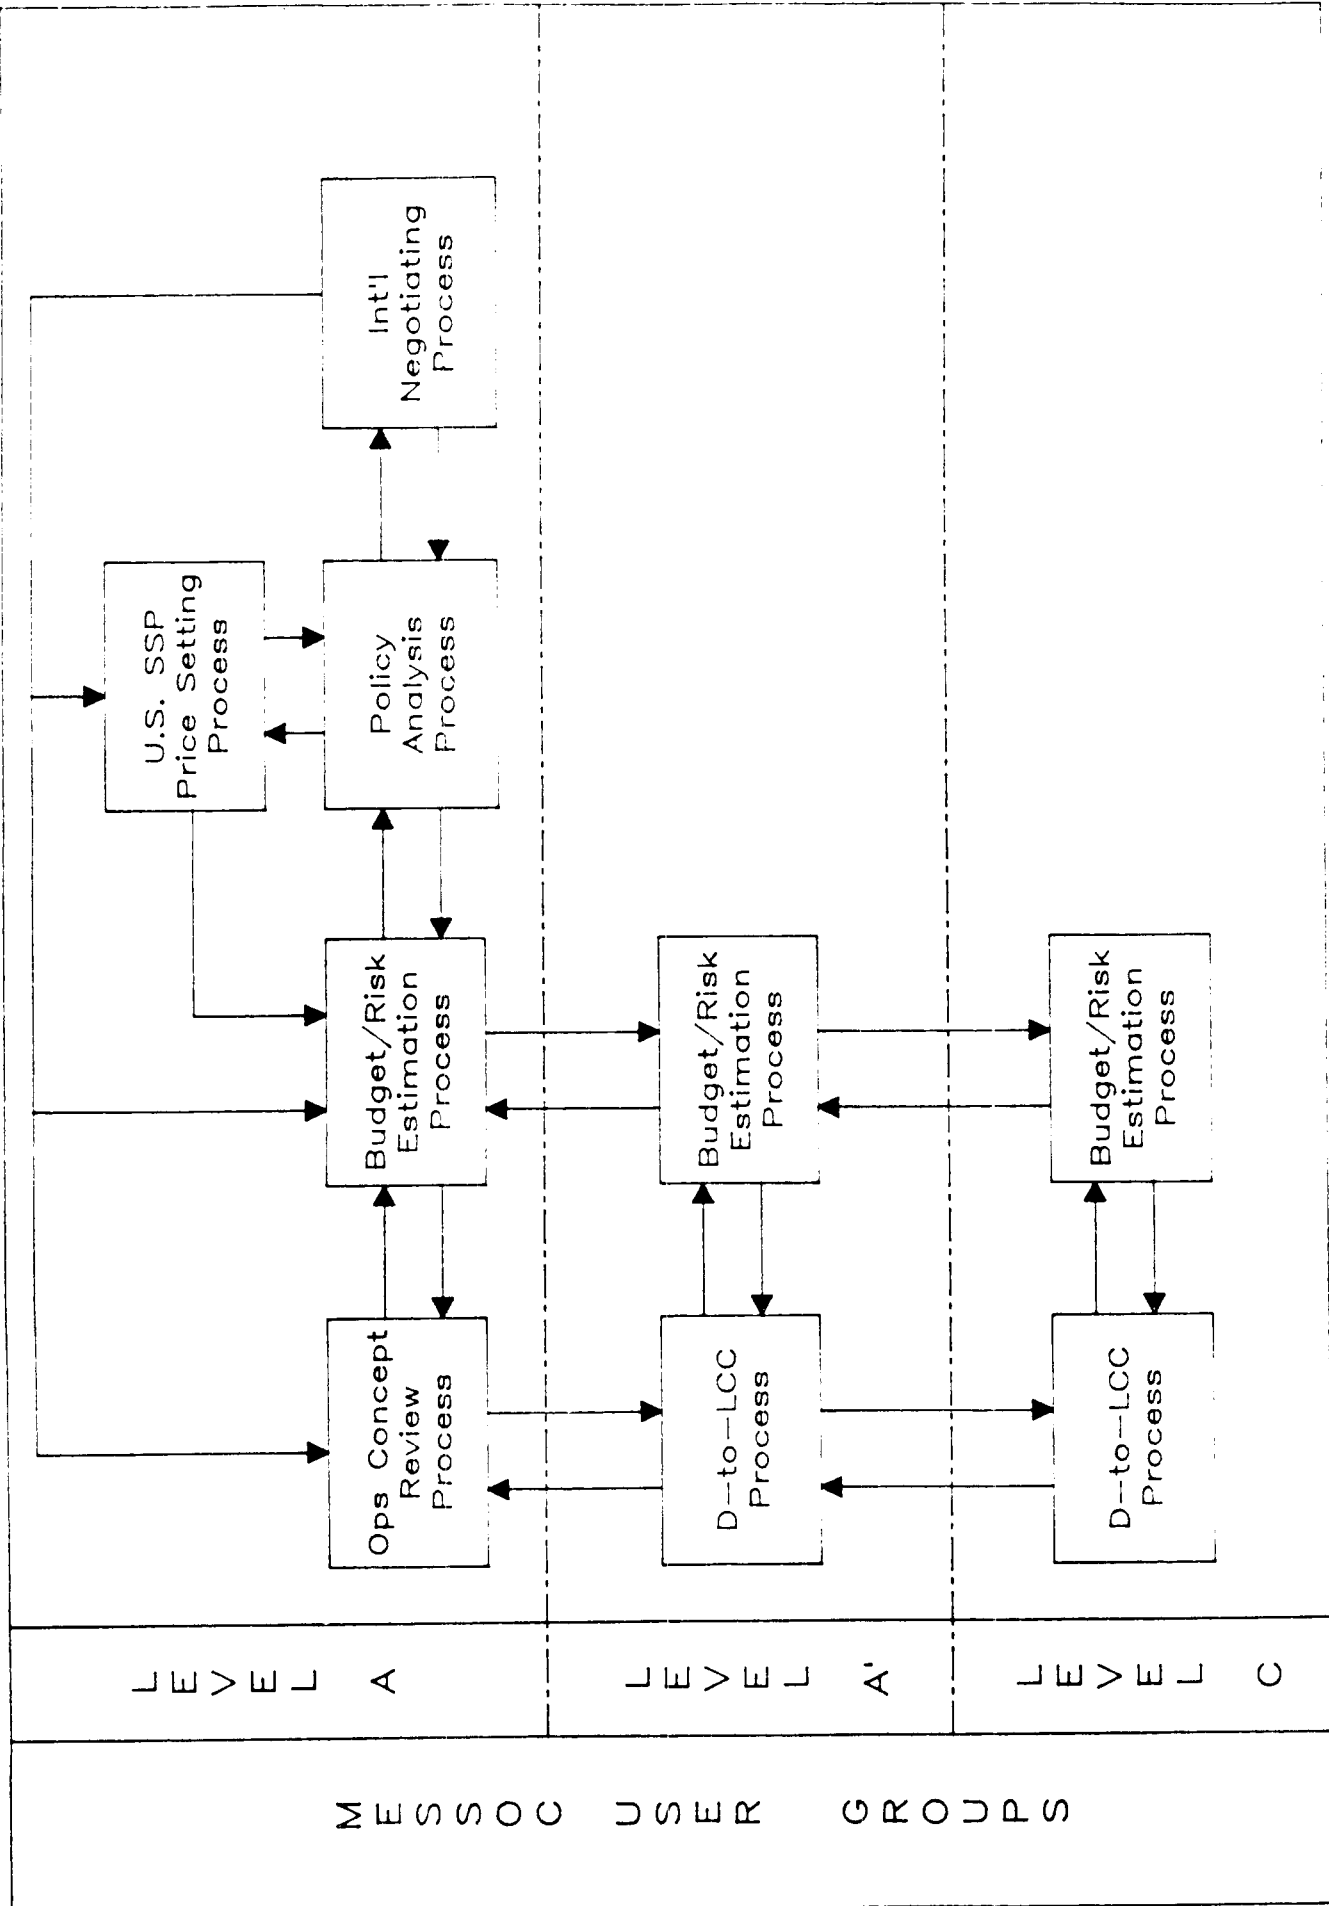 MESSOC USER GROUPS
LEVEL A
U.S. SSP
Price Setting
Process
Ops Concept
Review
Process
Budget/Risk
Estimation
Process
Policy
Analysis
Process
Int'l
Negotiating
Process
LEVEL A'
D-to-LCC
Process
Budget/Risk
Estimation
Process
LEVEL C
D-to-LCC
Process
Budget/Risk
Estimation
Process